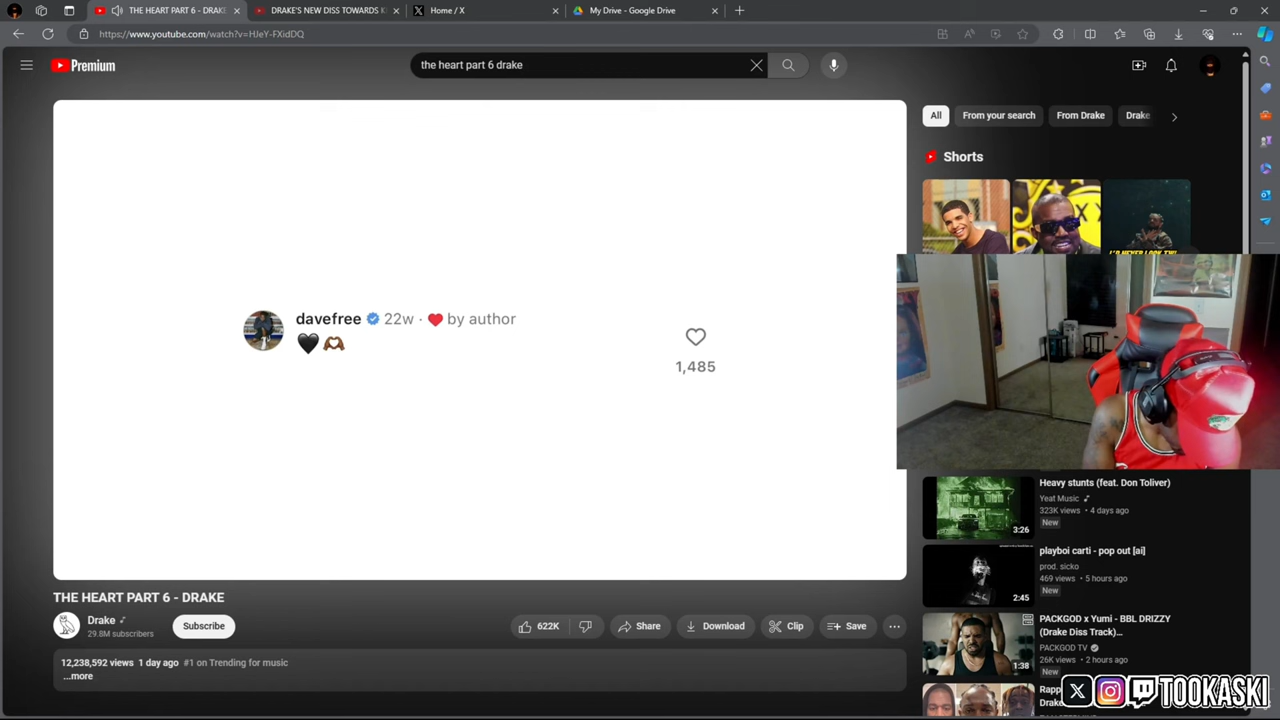 THE HEART PART 6 - DRAKE
DRAKE'S NEW DISS TOWARDS K
Home / X
My Drive - Google Drive
https://www.youtube.com/watch?v=HJeY-FXidDQ
Premium
the heart part 6 drake
All
From your search
From Drake
Drake
Shorts
davefree 22w · ❤️ by author
🖤🫶🏾
1,485
Heavy stunts (feat. Don Toliver)
Yeat Music
323K views • 4 days ago
New
3:26
playboi carti - pop out [ai]
prod. sicko
469 views • 5 hours ago
New
2:45
PACKGOD x Yumi - BBL DRIZZY
(Drake Diss Track)...
PACKGOD TV
26K views • 2 hours ago
New
1:38
THE HEART PART 6 - DRAKE
Drake
29.8M subscribers
Subscribe
622K
Share
Download
Clip
Save
12,238,592 views 1 day ago #1 on Trending for music
...more
TOOKASKI